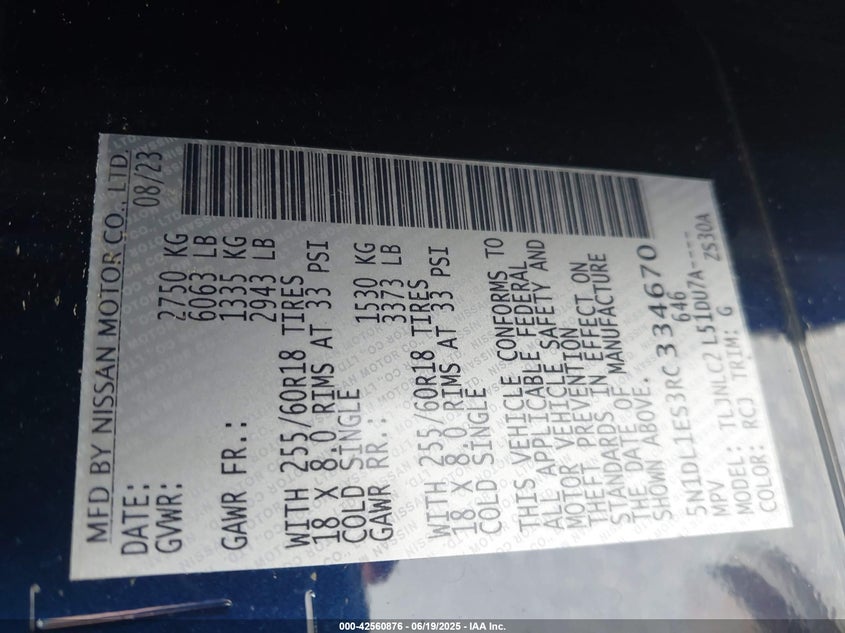 MFD BY NISSAN MOTOR CO., LTD.
DATE: 08/23
GVWR: 2750 KG
6063 LB
GAWR FR.: 1335 KG
2943 LB
WITH 255/60R18 TIRES
18 X 8.0 RIMS AT 33 PSI
COLD SINGLE
GAWR RR.: 1530 KG
3373 LB
WITH 255/60R18 TIRES
18 X 8.0 RIMS AT 33 PSI
COLD SINGLE
THIS VEHICLE CONFORMS TO
ALL APPLICABLE FEDERAL
MOTOR VEHICLE SAFETY AND
THEFT PREVENTION
STANDARDS IN EFFECT ON
THE DATE OF MANUFACTURE
SHOWN ABOVE.
5N1DL1ES3RC334670
MPV 646
MODEL: TLJNLC2 L51DU7A----
COLOR: RCJ TRIM: G ZS30A
000-42560876 - 06/19/2025 - IAA Inc.